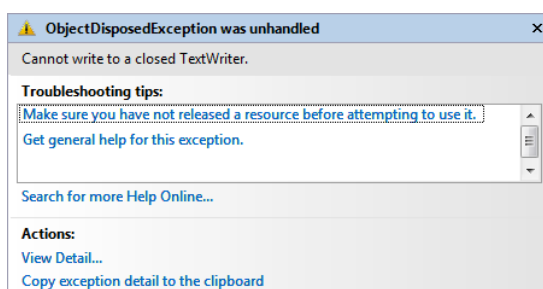 ObjectDisposedException was unhandled
Cannot write to a closed TextWriter.
Troubleshooting tips:
Make sure you have not released a resource before attempting to use it.
Get general help for this exception.
Search for more Help Online...
Actions:
View Detail...
Copy exception detail to the clipboard